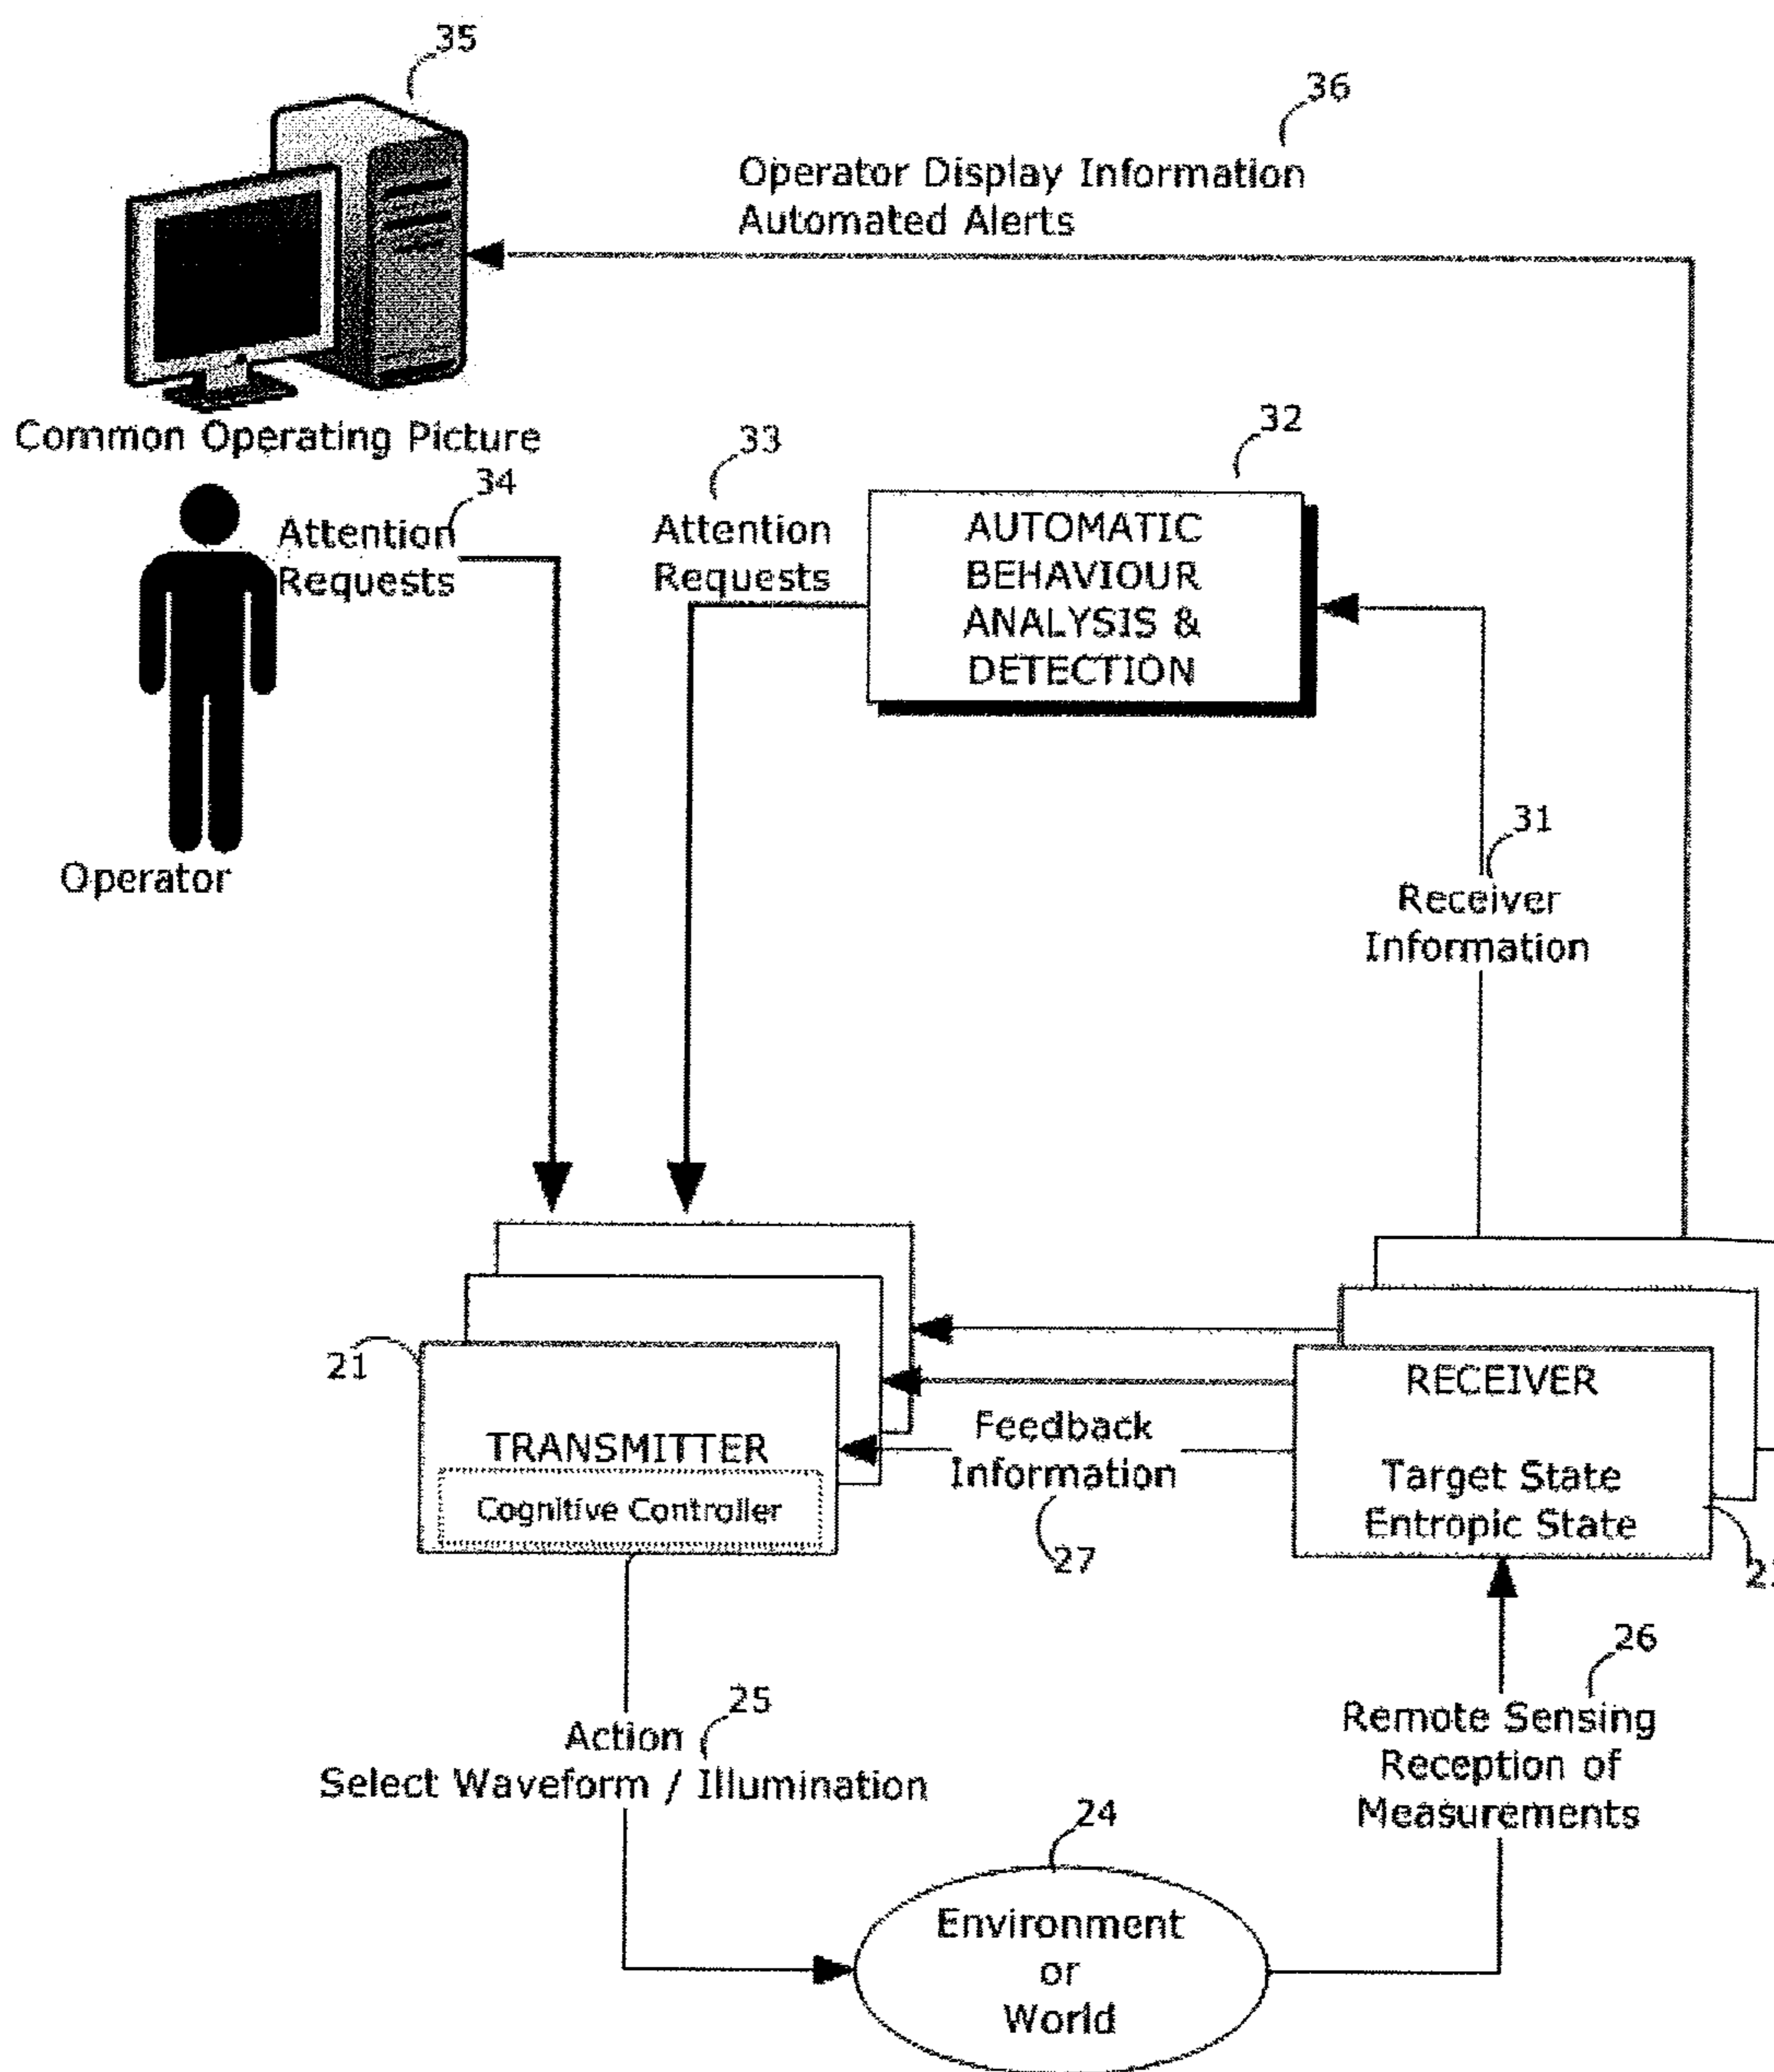 35
36
Operator Display Information
Automated Alerts
Common Operating Picture
34
Attention
Requests
33
Attention
Requests
32
AUTOMATIC
BEHAVIOUR
ANALYSIS &
DETECTION
Operator
31
Receiver
Information
21
TRANSMITTER
Cognitive Controller
Feedback
Information
27
RECEIVER
Target State
Entropic State
25
Action
Select Waveform / Illumination
26
Remote Sensing
Reception of
Measurements
24
Environment
or
World